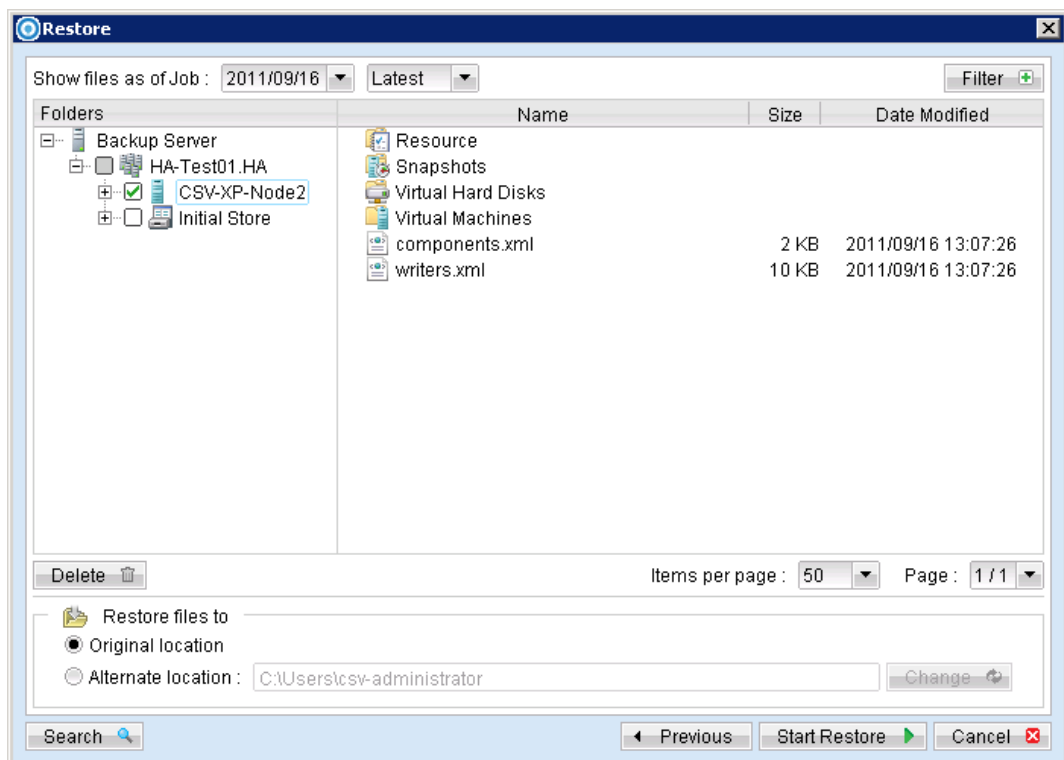 Restore
Show files as of Job : 2011/09/16 Latest Filter
Folders Name Size Date Modified
Backup Server Resource
HA-Test01.HA Snapshots
CSV-XP-Node2 Virtual Hard Disks
Initial Store Virtual Machines
components.xml 2 KB 2011/09/16 13:07:26
writers.xml 10 KB 2011/09/16 13:07:26
Delete Items per page : 50 Page : 1 / 1
Restore files to
Original location
Alternate location : C:\Users\csv-administrator Change
Search Previous Start Restore Cancel